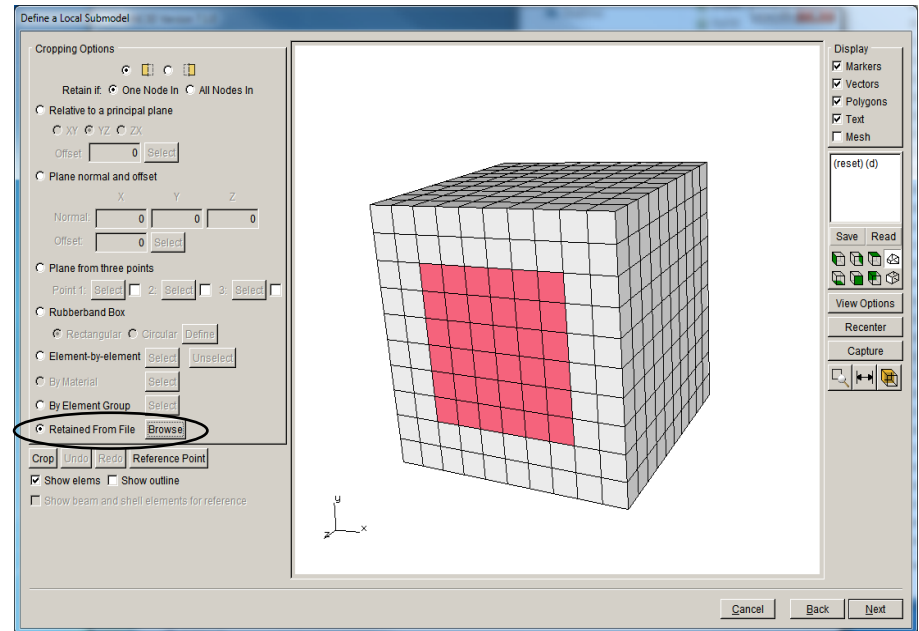 Define a Local Submodel
Cropping Options
Retain if: One Node In All Nodes In
Relative to a principal plane
XY YZ ZX
Offset: 0 Select
Plane normal and offset
X Y Z
Normal: 0 0 0
Offset: 0 Select
Plane from three points
Point 1: Select 2: Select 3: Select
Rubberband Box
Rectangular Circular Define
Element-by-element Select Unselect
By Material Select
By Element Group Select
Retained From File Browse
Crop Undo Redo Reference Point
Show elems Show outline
Show beam and shell elements for reference
y
x
z
Display
Markers
Vectors
Polygons
Text
Mesh
(reset) (d)
Save Read
View Options
Recenter
Capture
Cancel Back Next